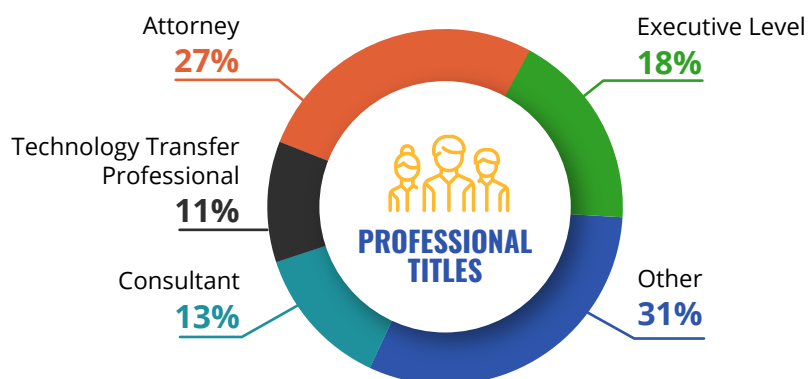 Attorney
27%
Executive Level
18%
Technology Transfer
Professional
11%
PROFESSIONAL
TITLES
Consultant
13%
Other
31%